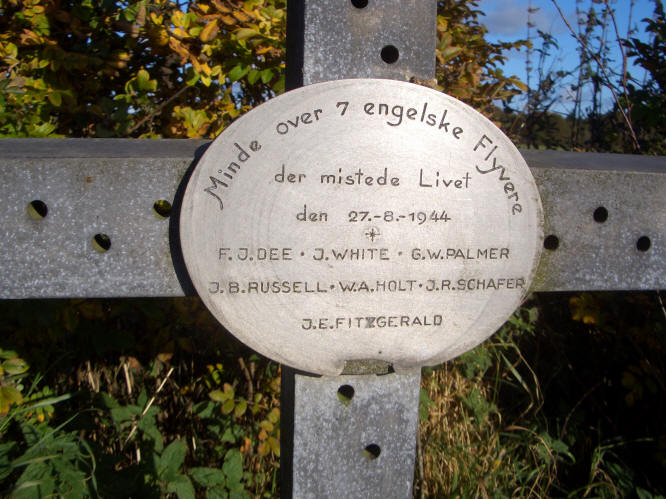 Minde over 7 engelske Flyvere
der mistede Livet
den 27.-8.-1944
F.J.DEE · J.WHITE · G.W.PALMER
J.B.RUSSELL · W.A.HOLT · J.R.SCHAFER
J.E.FITZGERALD